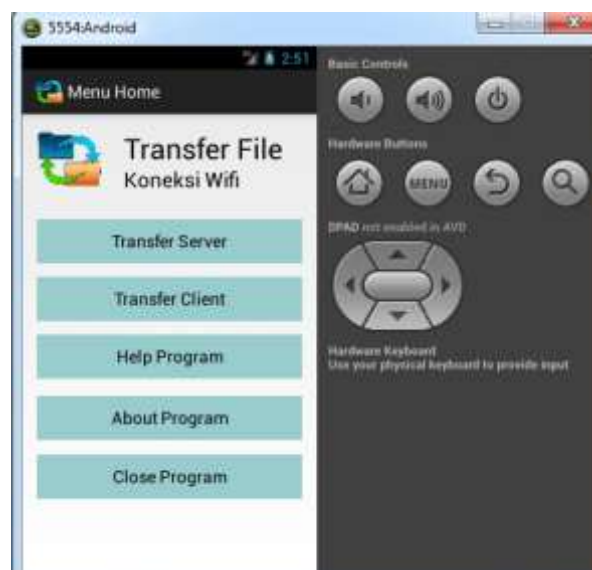 5554:Android
2:51
Menu Home
Transfer File
Koneksi Wifi
Transfer Server
Transfer Client
Help Program
About Program
Close Program
Basic Controls
Hardware Buttons
MENU
DPAD not enabled in AVD
Hardware Keyboard
Use your physical keyboard to provide input